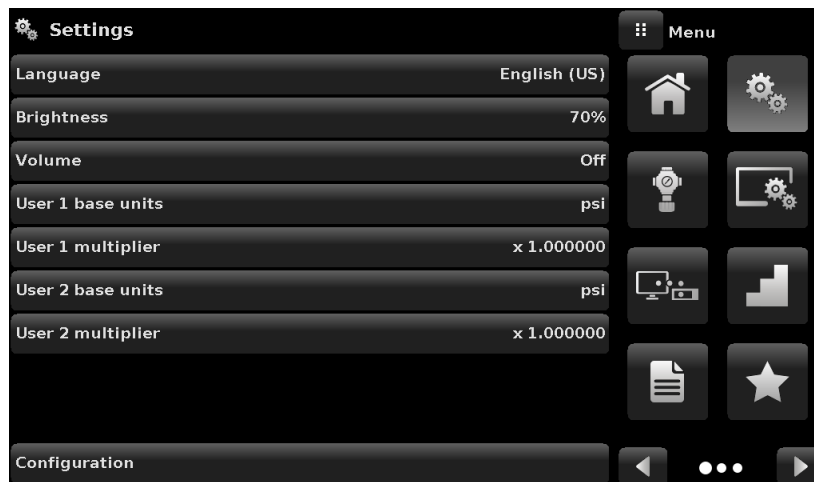 Settings
Menu
Language English (US)
Brightness 70%
Volume Off
User 1 base units psi
User 1 multiplier x 1.000000
User 2 base units psi
User 2 multiplier x 1.000000
Configuration